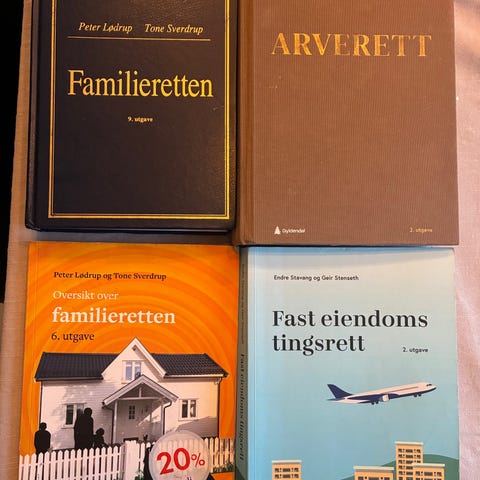 Peter Lødrup Tone Sverdrup
Familieretten
9. utgave
ARVERETT
Gyldendal
2. utgave
Peter Lødrup og Tone Sverdrup
Oversikt over
familieretten
6. utgave
20%
Endre Stavang og Geir Stenseth
Fast eiendoms
tingsrett
2. utgave
Fast eiendoms tingsrett